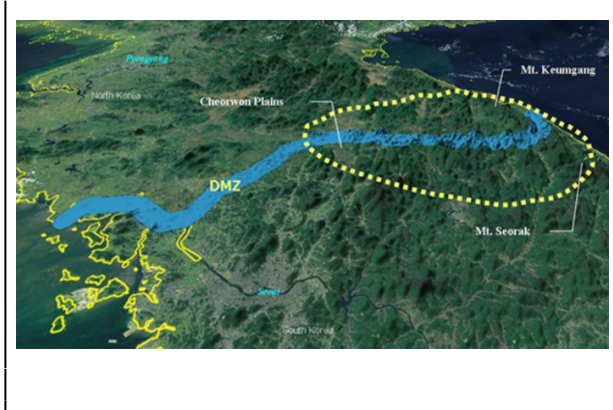 Pyongyang
Mt. Keumgang
North Korea
Cheorwon Plains
DMZ
Mt. Seorak
Seoul
South Korea